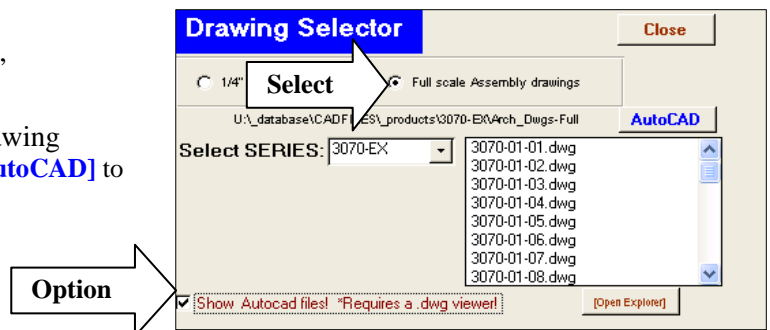 Drawing Selector
Close
,
1/4"
Select
Full scale Assembly drawings
U:\_database\CADFI ES\_products\3070-EX\Arch_Dwgs-Full
AutoCAD
wing
utoCAD] to
Select SERIES:
3070-EX
3070-01-01.dwg
3070-01-02.dwg
3070-01-03.dwg
3070-01-04.dwg
3070-01-05.dwg
3070-01-06.dwg
3070-01-07.dwg
3070-01-08.dwg
Option
Show Autocad files! *Requires a .dwg viewer!
[Open Explorer]